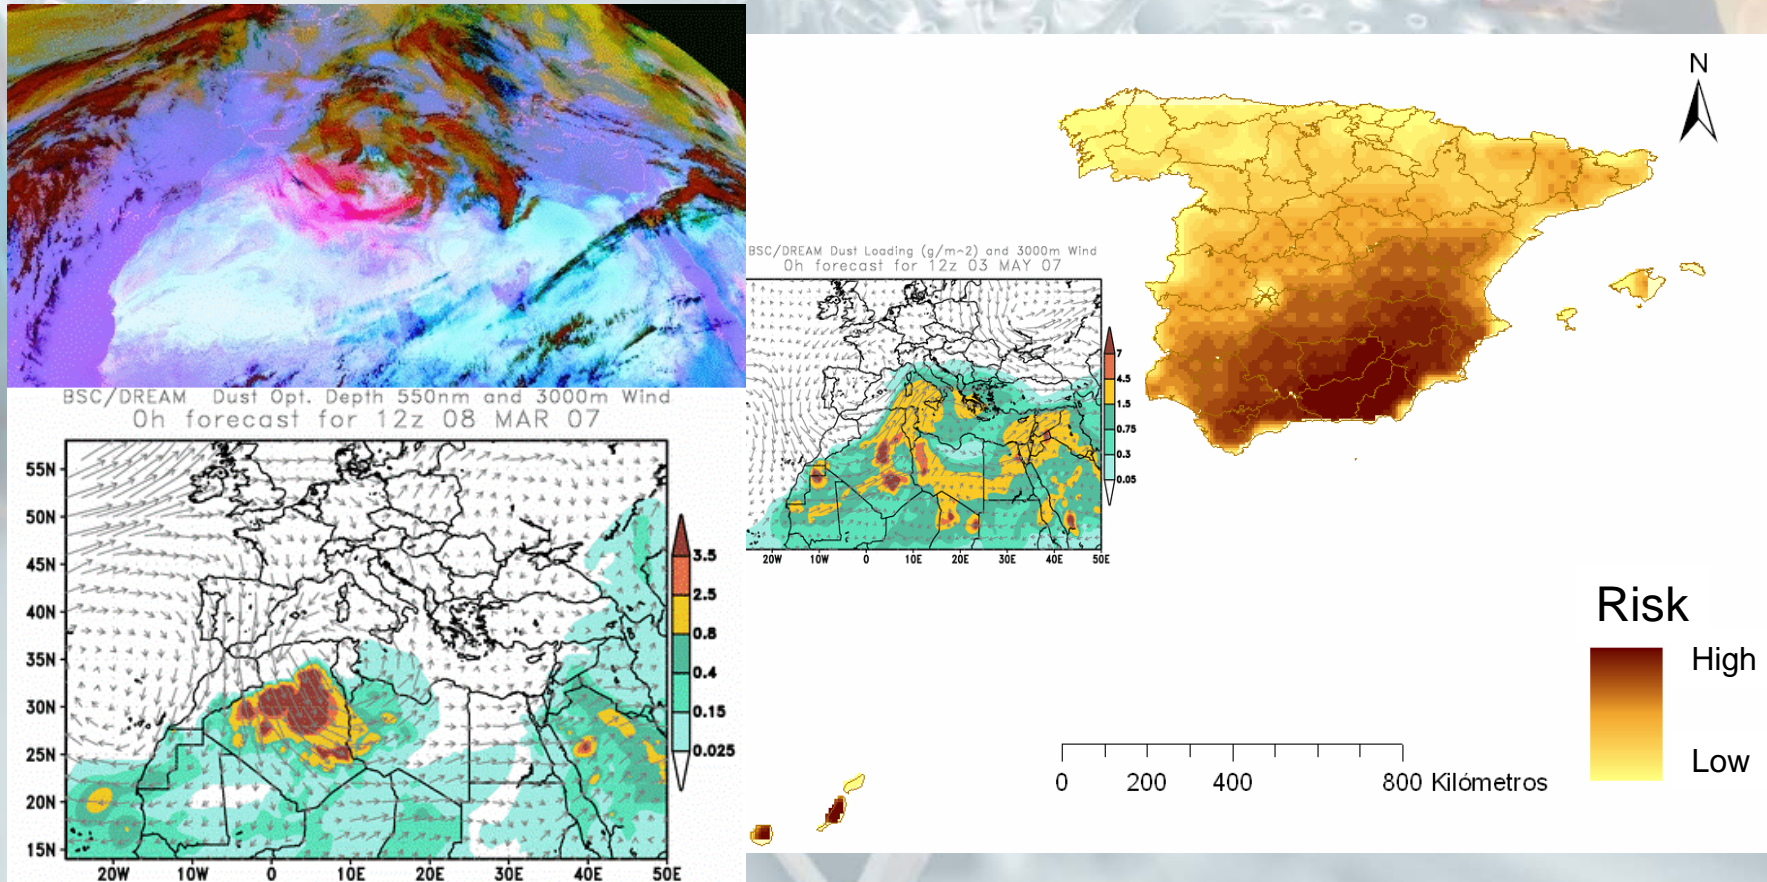 BSC/DREAM Dust Opt. Depth 550nm and 3000m Wind
0h forecast for 12z 08 MAR 07
55N
50N
45N
40N
35N
30N
25N
20N
15N
20W 10W 0 10E 20E 30E 40E 50E
3.5
2.5
0.8
0.4
0.15
0.025
BSC/DREAM Dust Loading (g/m^2) and 3000m Wind
0h forecast for 12z 03 MAY 07
20W 10W 0 10E 20E 30E 40E 50E
7
4.5
1.5
0.75
0.3
0.05
N
Risk
High
Low
0 200 400 800 Kilómetros